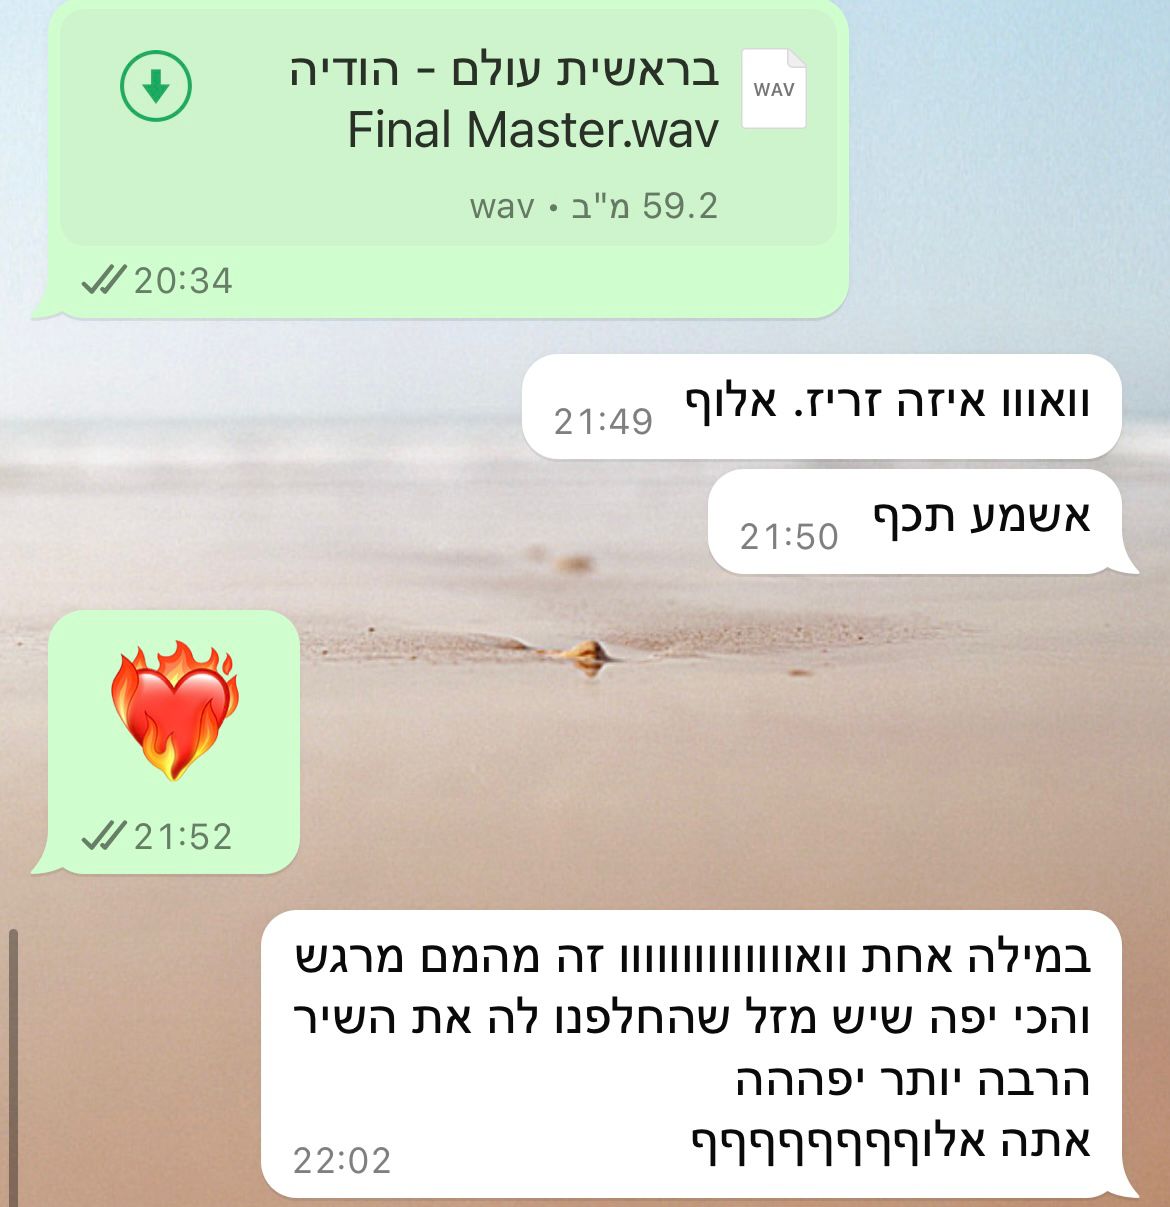 בראשית עולם - הודיה
Final Master.wav
WAV
59.2 מ"ב • wav
20:34
וואווו איזה זריז. אלוף
21:49
אשמע תכף
21:50
21:52
במילה אחת וואוווווווווווווו זה מהמם מרגש
והכי יפה שיש מזל שהחלפנו לה את השיר
הרבה יותר יפההה
אתה אלוףףףףףףףף
22:02